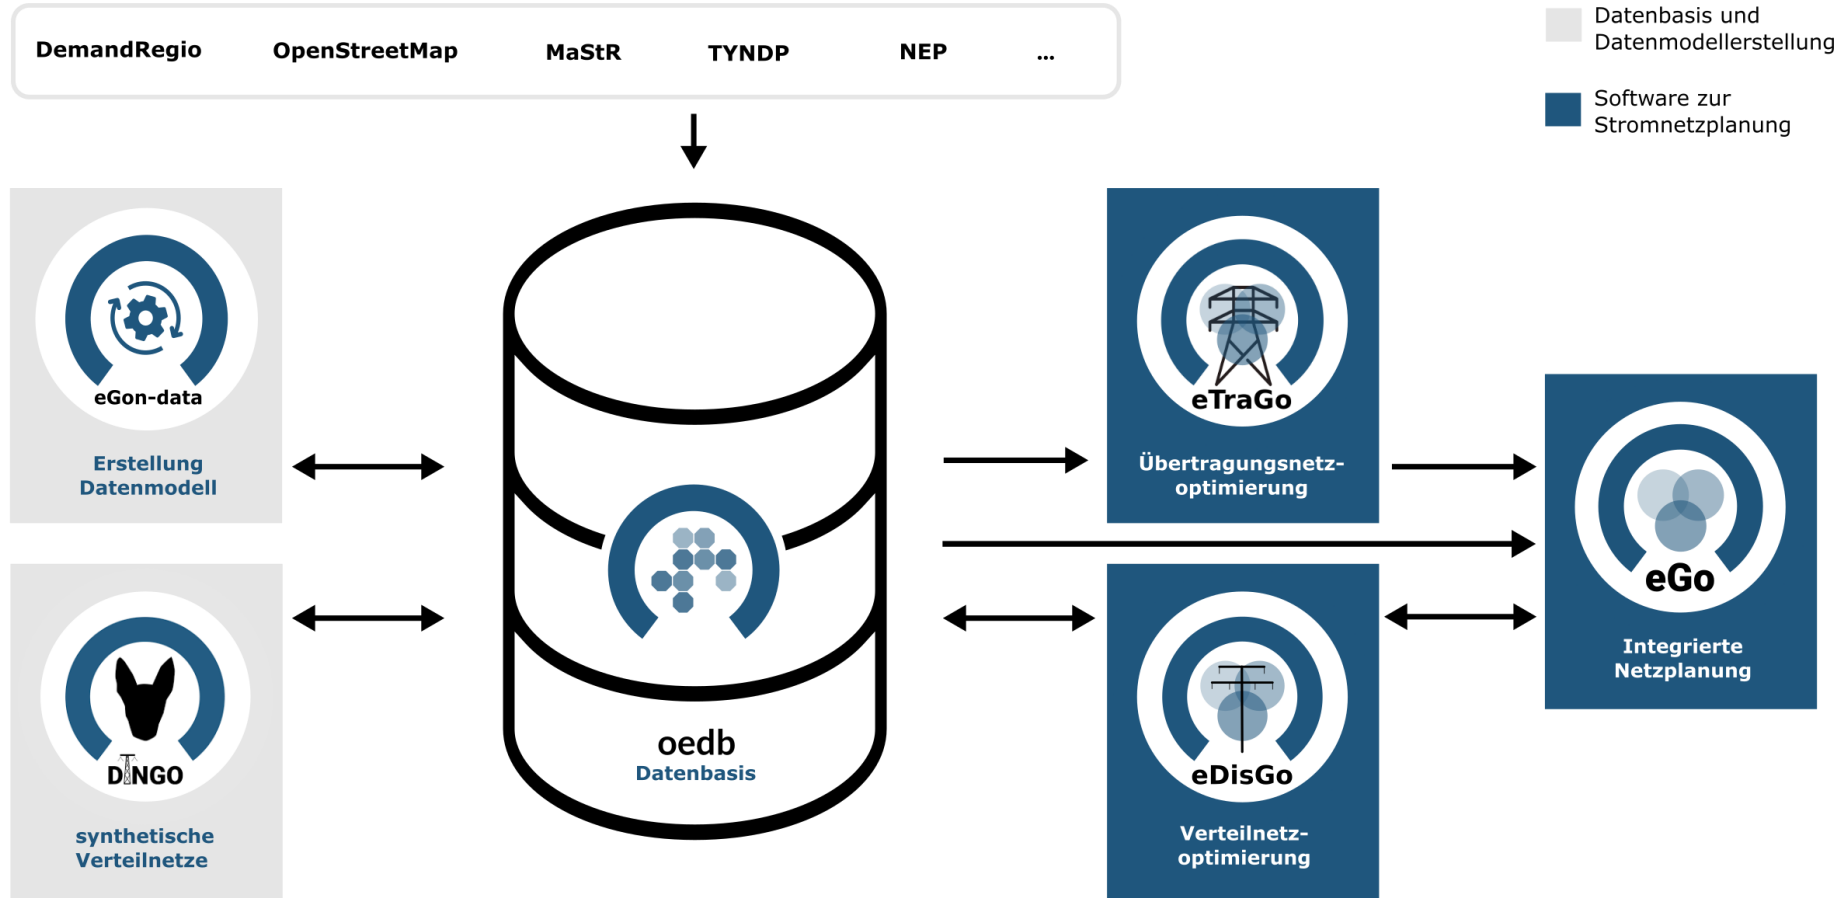 DemandRegio OpenStreetMap MaStR TYNDP NEP ...
Datenbasis und
Datenmodellerstellung
Software zur
Stromnetzplanung
eGon-data
Erstellung
Datenmodell
DINGO
synthetische
Verteilnetze
oedb
Datenbasis
eTraGo
Übertragungsnetz-
optimierung
eDisGo
Verteilnetz-
optimierung
eGo
Integrierte
Netzplanung